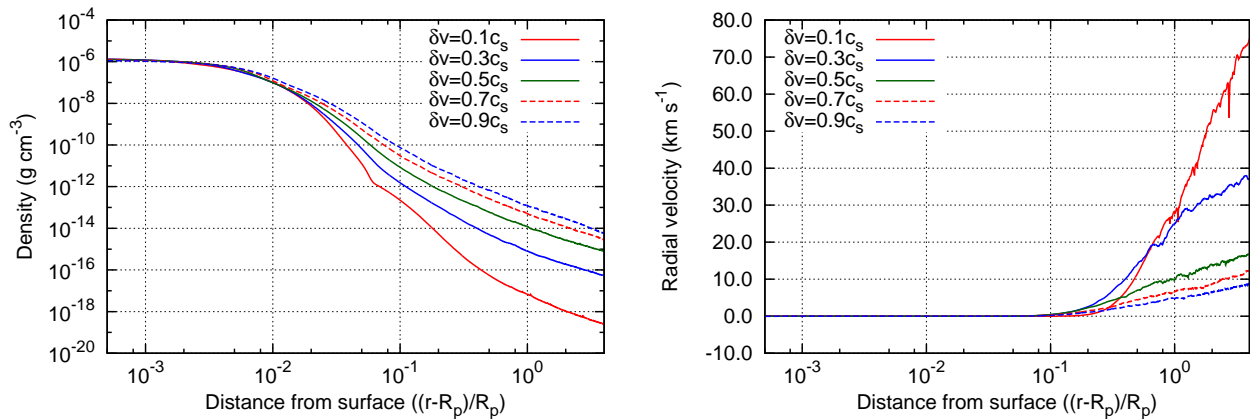 10^-4
10^-6
10^-8
10^-10
10^-12
10^-14
10^-16
10^-18
10^-20
Density (g cm^-3)
δv=0.1c_s
δv=0.3c_s
δv=0.5c_s
δv=0.7c_s
δv=0.9c_s
10^-3 10^-2 10^-1 10^0
Distance from surface ((r-R_p)/R_p)
80.0
70.0
60.0
50.0
40.0
30.0
20.0
10.0
0.0
-10.0
Radial velocity (km s^-1)
δv=0.1c_s
δv=0.3c_s
δv=0.5c_s
δv=0.7c_s
δv=0.9c_s
10^-3 10^-2 10^-1 10^0
Distance from surface ((r-R_p)/R_p)